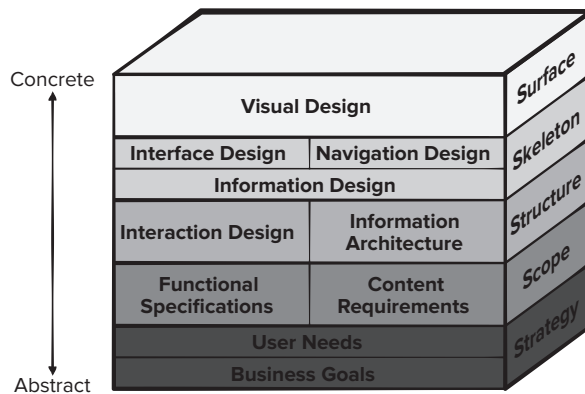 Concrete
Surface
Visual Design
Skeleton
Interface Design
Navigation Design
Information Design
Structure
Interaction Design
Information
Architecture
Scope
Functional
Specifications
Content
Requirements
Strategy
User Needs
Business Goals
Abstract